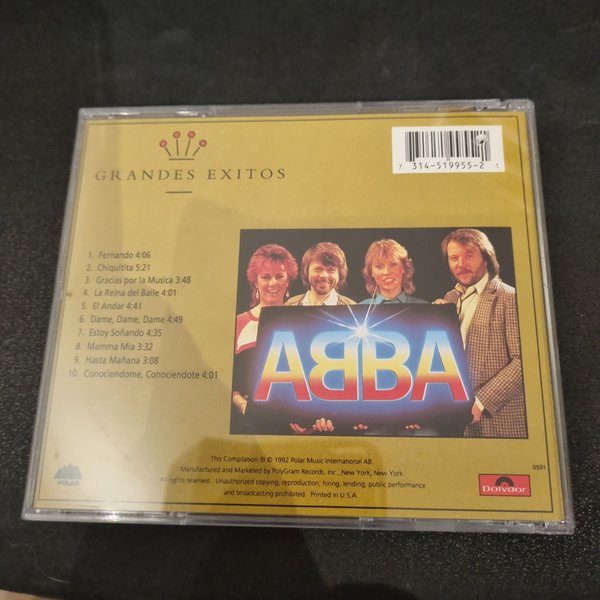 GRANDES EXITOS
7 314-519955-2 1
1. Fernando 4:06
2. Chiquitita 5:21
3. Gracias por la Musica 3:48
4. La Reina del Baile 4:01
5. El Andar 4:41
6. Dame, Dame, Dame 4:49
7. Estoy Soñando 4:35
8. Mamma Mia 3:32
9. Hasta Mañana 3:08
10. Conociendome, Conociendote 4:01
ABBA
This Compilation ℗ © 1992 Polar Music International AB.
Manufactured and Marketed by PolyGram Records, Inc., New York, New York.
All rights reserved. Unauthorized copying, reproduction, hiring, lending, public performance
and broadcasting prohibited. Printed in U.S.A.
POLAR
0501
Polydor